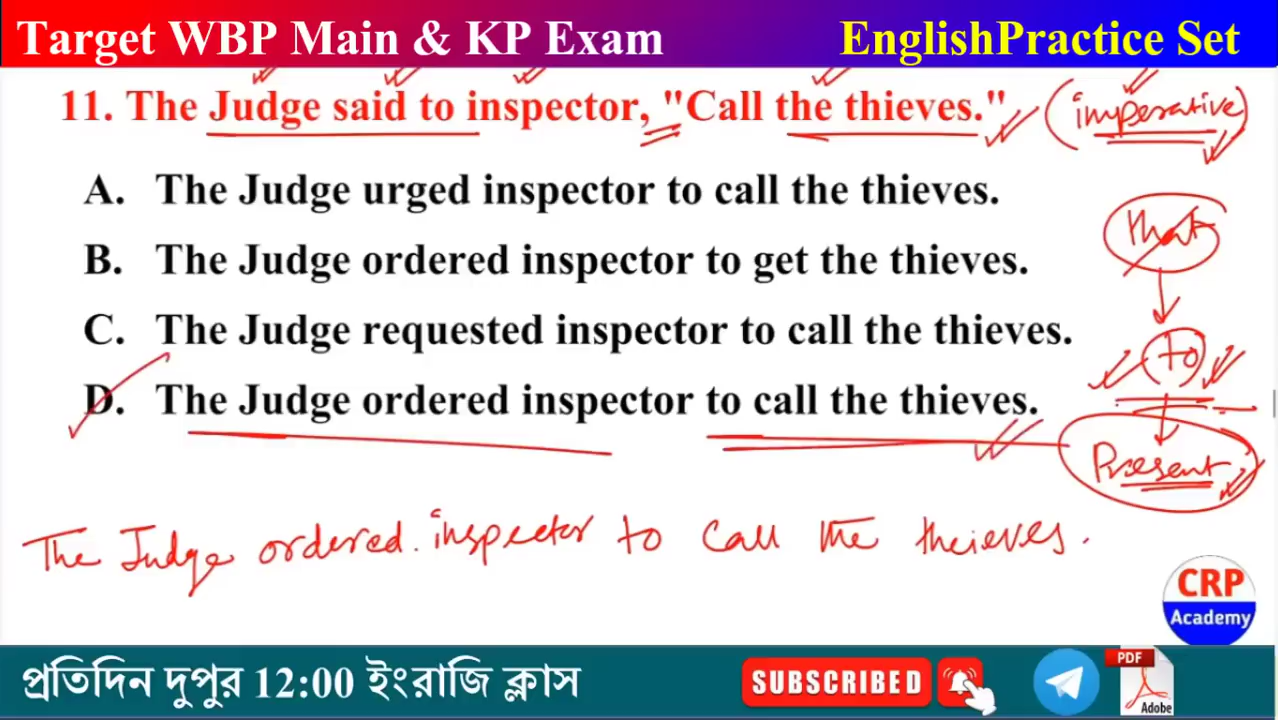 Target WBP Main & KP Exam EnglishPractice Set
11. The Judge said to inspector, "Call the thieves." (imperative)
A. The Judge urged inspector to call the thieves.
that
B. The Judge ordered inspector to get the thieves.
C. The Judge requested inspector to call the thieves.
to
D. The Judge ordered inspector to call the thieves.
Present
The Judge ordered inspector to call the thieves.
CRP
Academy
প্রতিদিন দুপুর 12:00 ইংরাজি ক্লাস SUBSCRIBED PDF
Adobe